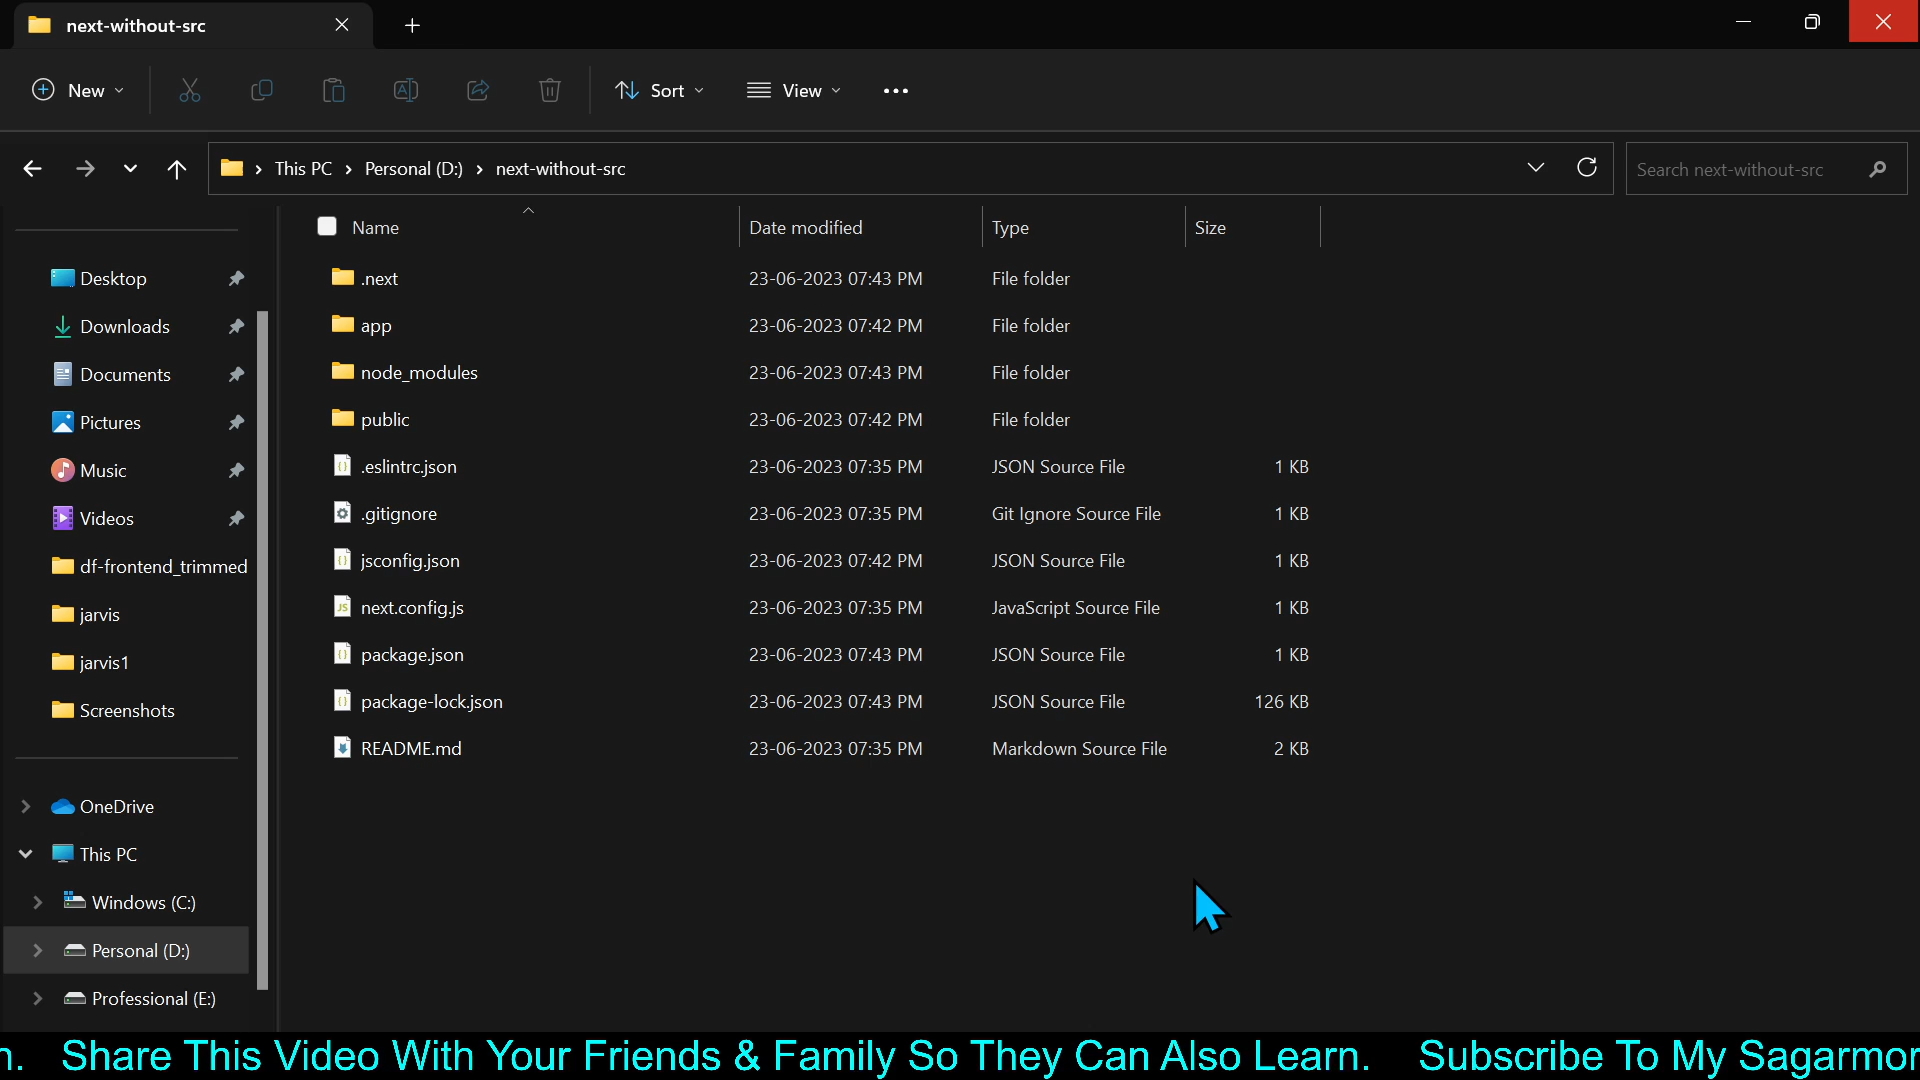 next-without-src
New
Sort
View
This PC
Personal (D:)
next-without-src
Search next-without-src
Name Date modified Type Size
Desktop
Downloads
Documents
Pictures
Music
Videos
df-frontend_trimmed
jarvis
jarvis1
Screenshots
OneDrive
This PC
Windows (C:)
Personal (D:)
Professional (E:)
.next 23-06-2023 07:43 PM File folder
app 23-06-2023 07:42 PM File folder
node_modules 23-06-2023 07:43 PM File folder
public 23-06-2023 07:42 PM File folder
.eslintrc.json 23-06-2023 07:35 PM JSON Source File 1 KB
.gitignore 23-06-2023 07:35 PM Git Ignore Source File 1 KB
jsconfig.json 23-06-2023 07:42 PM JSON Source File 1 KB
next.config.js 23-06-2023 07:35 PM JavaScript Source File 1 KB
package.json 23-06-2023 07:43 PM JSON Source File 1 KB
package-lock.json 23-06-2023 07:43 PM JSON Source File 126 KB
README.md 23-06-2023 07:35 PM Markdown Source File 2 KB
n. Share This Video With Your Friends & Family So They Can Also Learn. Subscribe To My Sagarmor